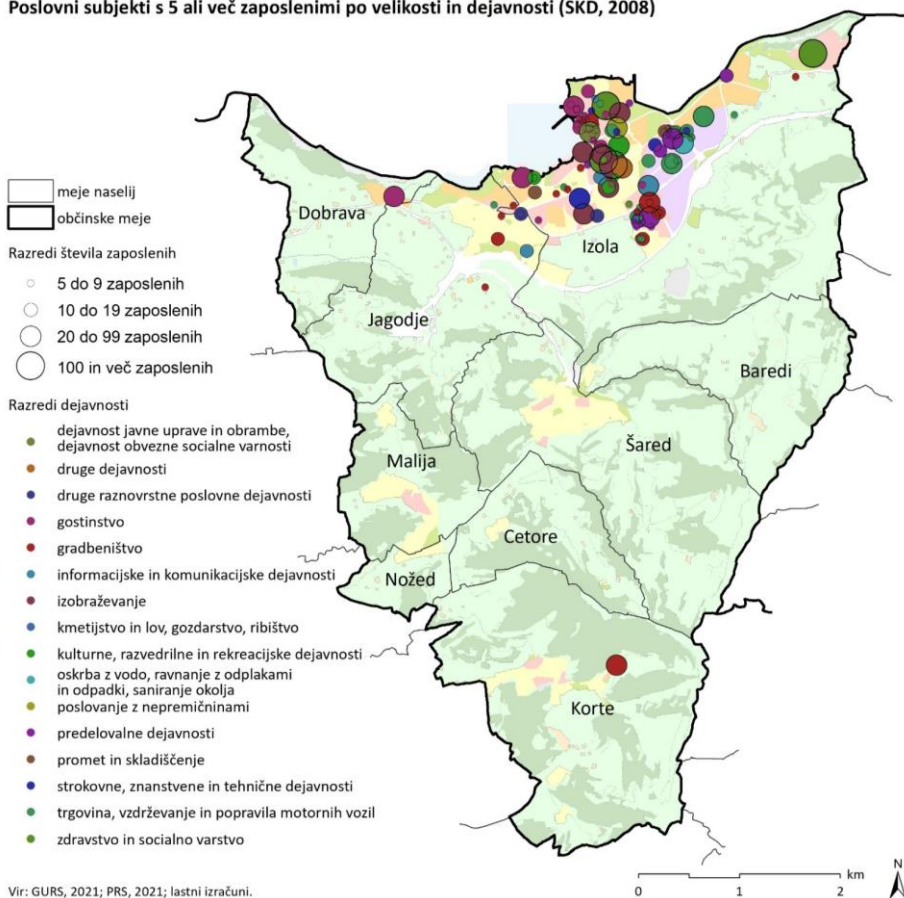 Poslovni subjekti s 5 ali več zaposlenimi po velikosti in dejavnosti (SKD, 2008)
meje naselij
občinske meje
Razredi števila zaposlenih
5 do 9 zaposlenih
10 do 19 zaposlenih
20 do 99 zaposlenih
100 in več zaposlenih
Razredi dejavnosti
dejavnost javne uprave in obrambe,
dejavnost obvezne socialne varnosti
druge dejavnosti
druge raznovrstne poslovne dejavnosti
gostinstvo
gradbeništvo
informacijske in komunikacijske dejavnosti
izobraževanje
kmetijstvo in lov, gozdarstvo, ribištvo
kulturne, razvedrilne in rekreacijske dejavnosti
oskrba z vodo, ravnanje z odplakami
in odpadki, saniranje okolja
poslovanje z nepremičninami
predelovalne dejavnosti
promet in skladiščenje
strokovne, znanstvene in tehnične dejavnosti
trgovina, vzdrževanje in popravila motornih vozil
zdravstvo in socialno varstvo
Dobrava
Izola
Jagodje
Baredi
Šared
Malija
Cetore
Nožed
Korte
Vir: GURS, 2021; PRS, 2021; lastni izračuni.
km
0 1 2
N